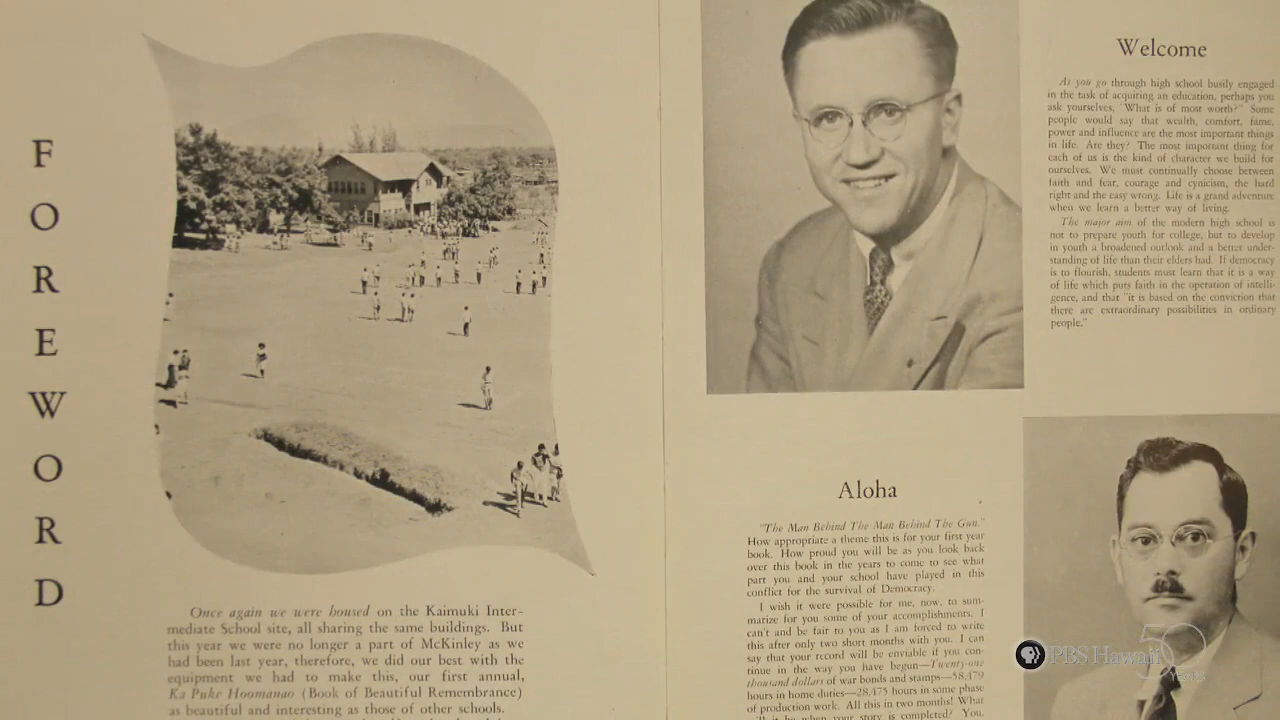 FOREWORD
Once again we were housed on the Kaimuki Inter-
mediate School site, all sharing the same buildings. But
this year we were no longer a part of McKinley as we
had been last year, therefore, we did our best with the
equipment we had to make this, our first annual,
Ka Puke Hoomanao (Book of Beautiful Remembrance)
as beautiful and interesting as those of other schools.
Welcome
As you go through high school busily engaged
in the task of acquiring an education, perhaps you
ask yourselves, "What is of most worth?" Some
people would say that wealth, comfort, fame,
power and influence are the most important things
in life. Are they? The most important thing for
each of us is the kind of character we build for
ourselves. We must continually choose between
faith and fear, courage and cynicism, the hard
right and the easy wrong. Life is a grand adventure
when we learn a better way of living.
The major aim of the modern high school is
not to prepare youth for college, but to develop
in youth a broadened outlook and a better under-
standing of life than their elders had. If democracy
is to flourish, students must learn that it is a way
of life which puts faith in the operation of intelli-
gence, and that "it is based on the conviction that
there are extraordinary possibilities in ordinary
people."
Aloha
"The Man Behind The Man Behind The Gun."
How appropriate a theme this is for your first year
book. How proud you will be as you look back
over this book in the years to come to see what
part you and your school have played in this
conflict for the survival of Democracy.
I wish it were possible for me, now, to sum-
marize for you some of your accomplishments. I
can't and be fair to you as I am forced to write
this after only two short months with you. I can
say that your record will be enviable if you con-
tinue in the way you have begun—Twenty-one
thousand dollars of war bonds and stamps—58,479
hours in home duties—28,475 hours in some phase
of production work. All this in two months! What
will it be when your story is completed? You,
PBS Hawaii 50 YEARS